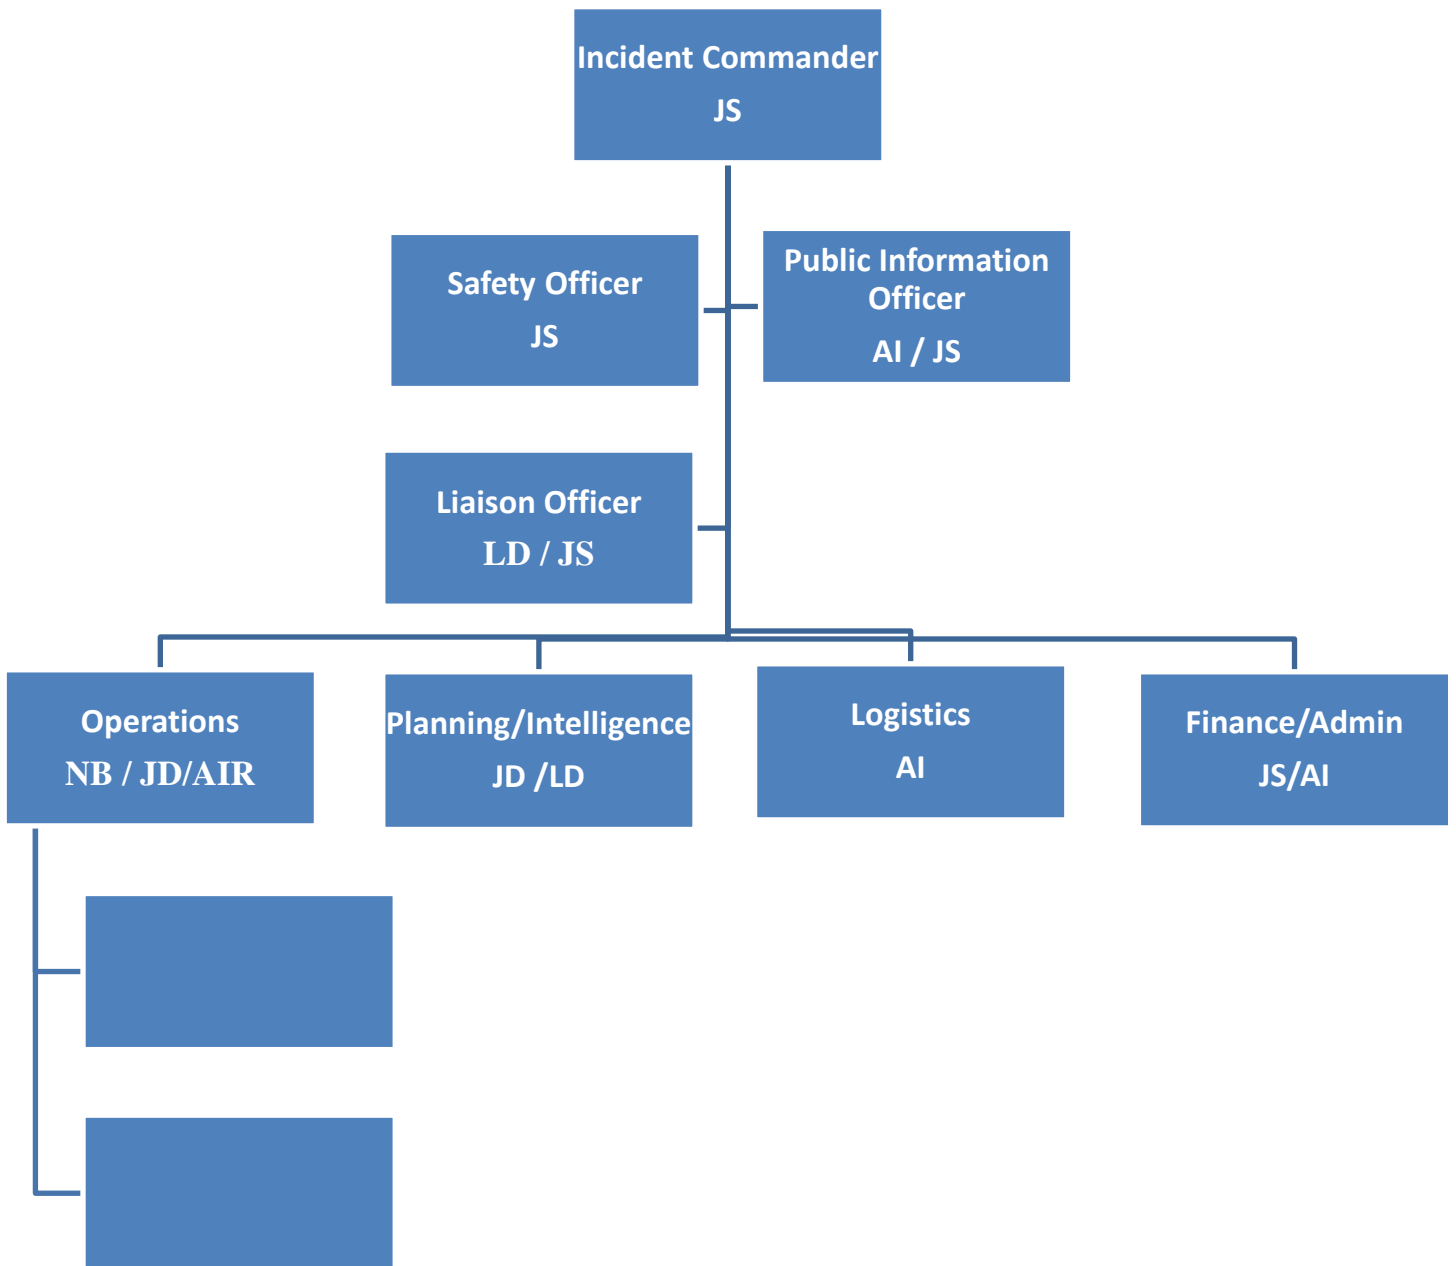 Incident Commander
JS
Safety Officer
JS
Public Information
Officer
AI / JS
Liaison Officer
LD / JS
Operations
NB / JD/AIR
Planning/Intelligence
JD /LD
Logistics
AI
Finance/Admin
JS/AI